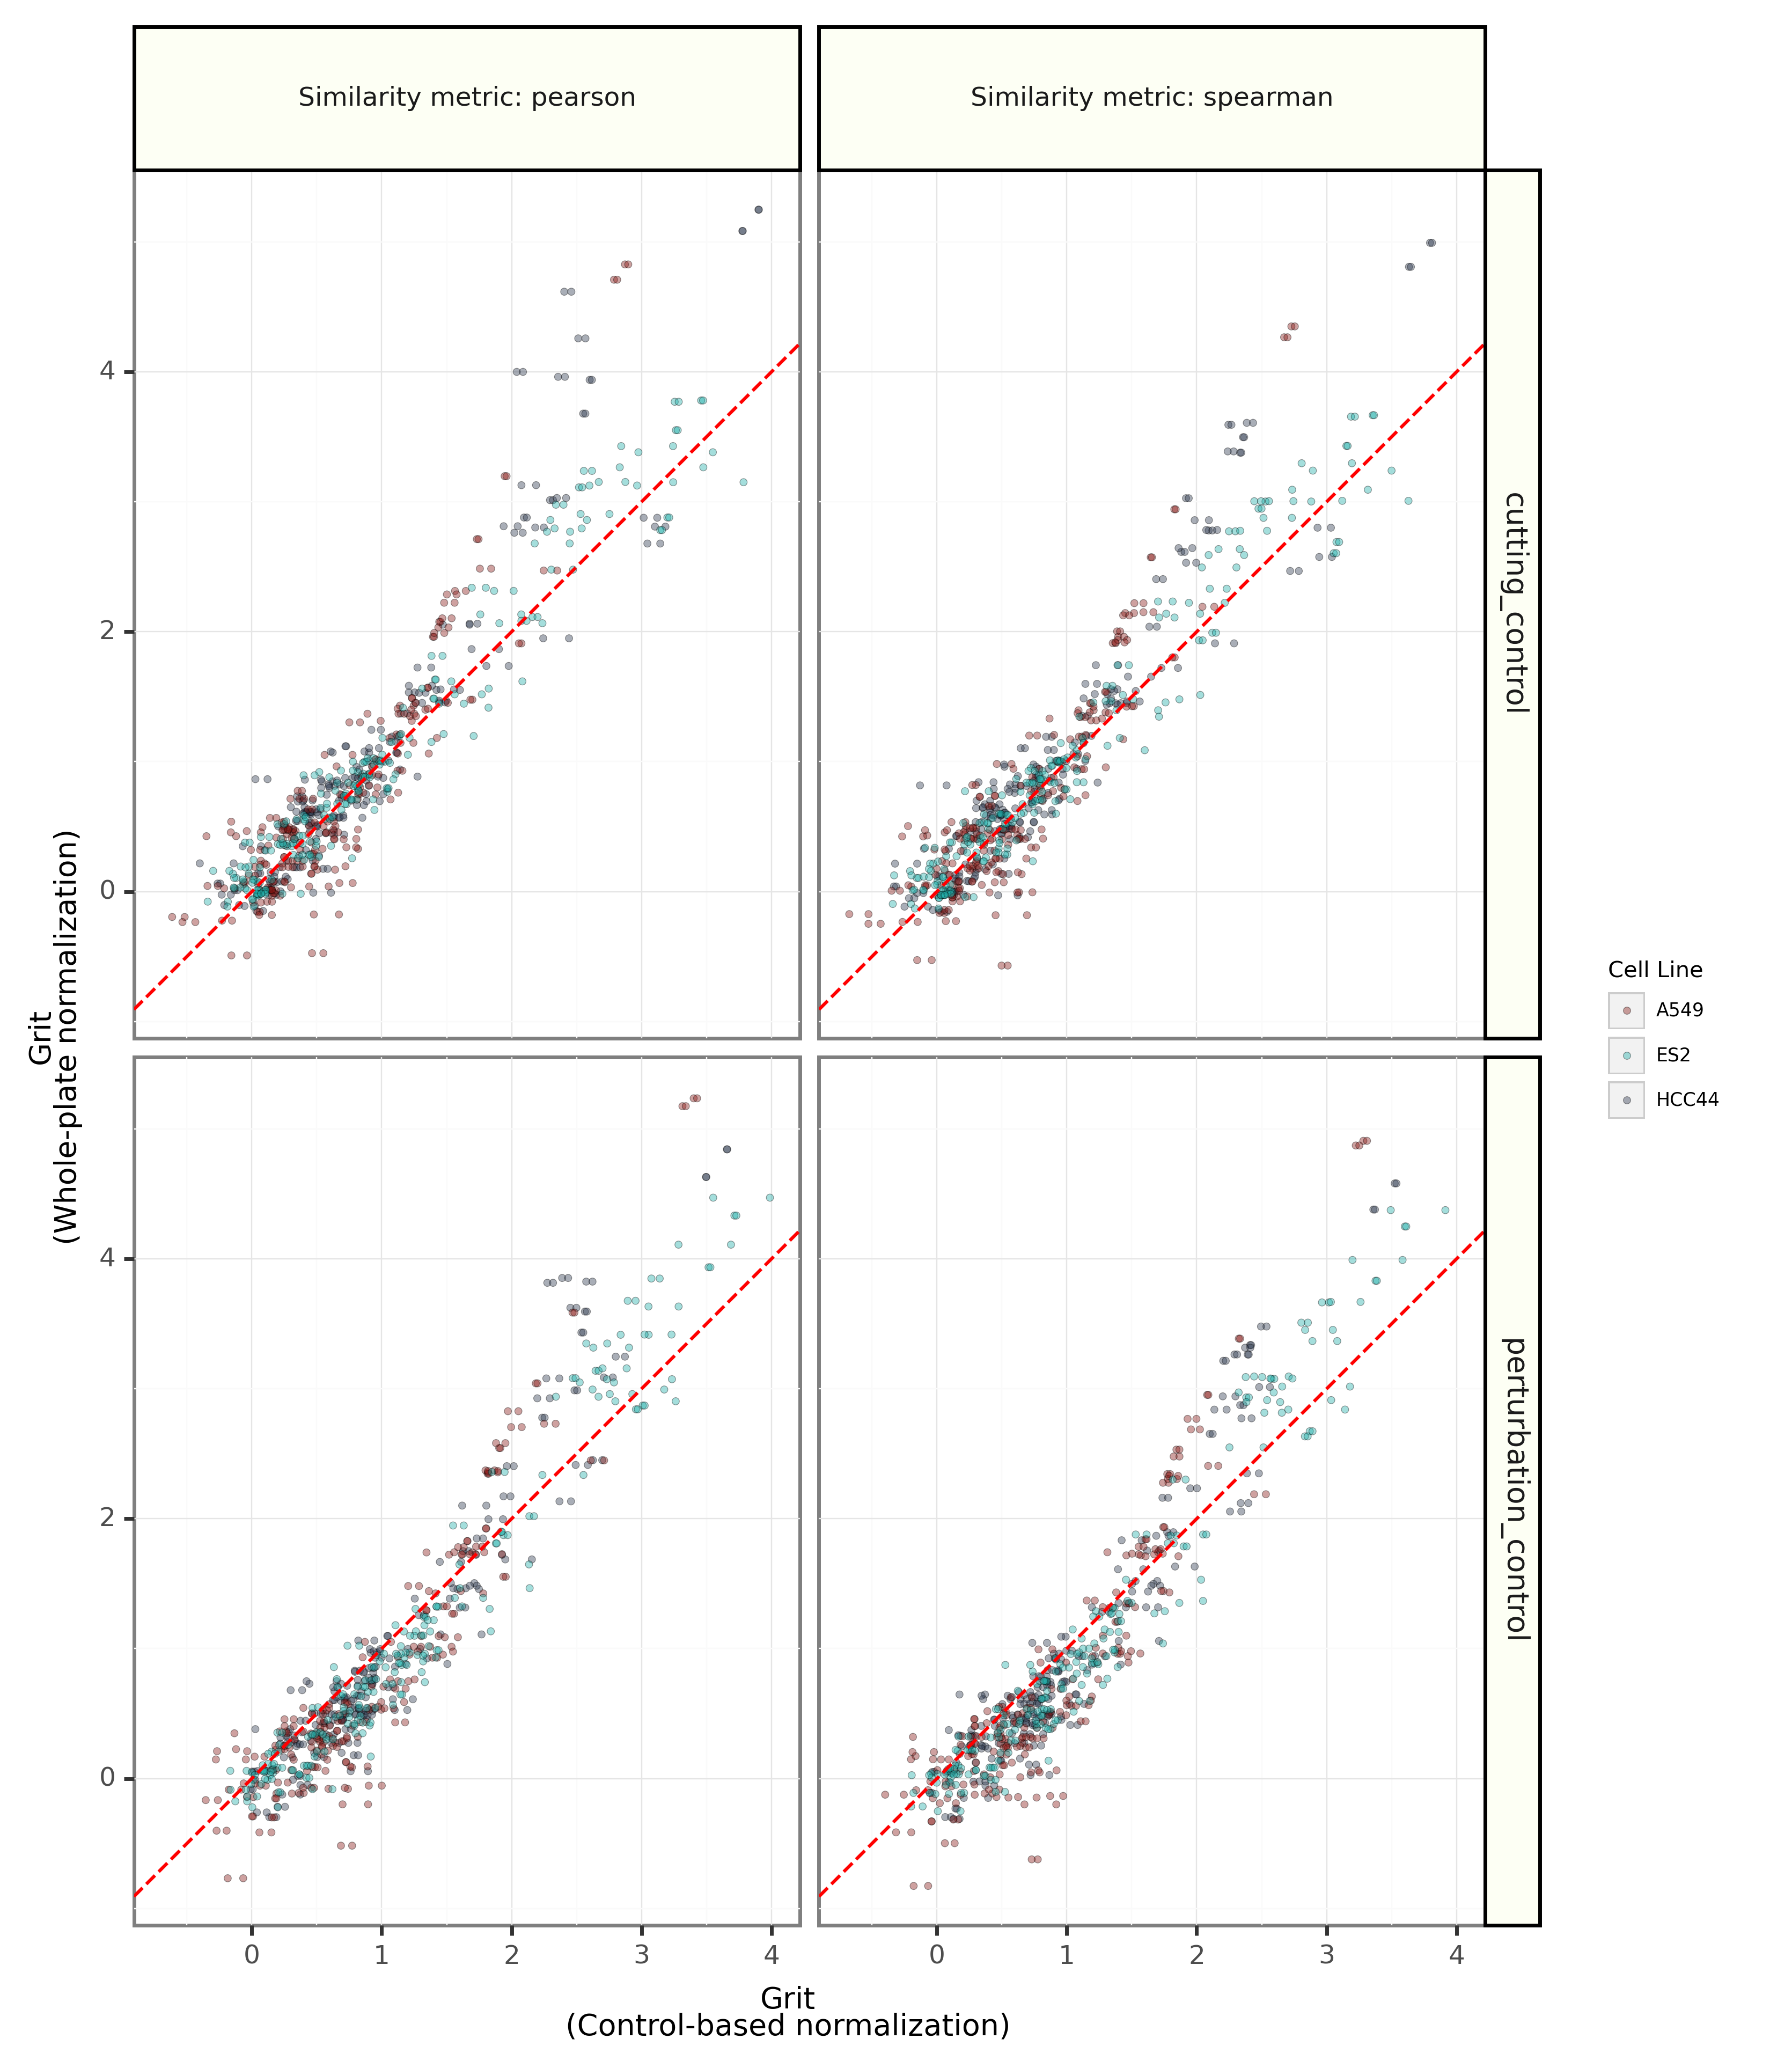 Similarity metric: pearson
Similarity metric: spearman
cutting_control
perturbation_control
Grit
(Whole-plate normalization)
4
2
0
4
2
0
0 1 2 3 4
0 1 2 3 4
Grit
(Control-based normalization)
Cell Line
A549
ES2
HCC44